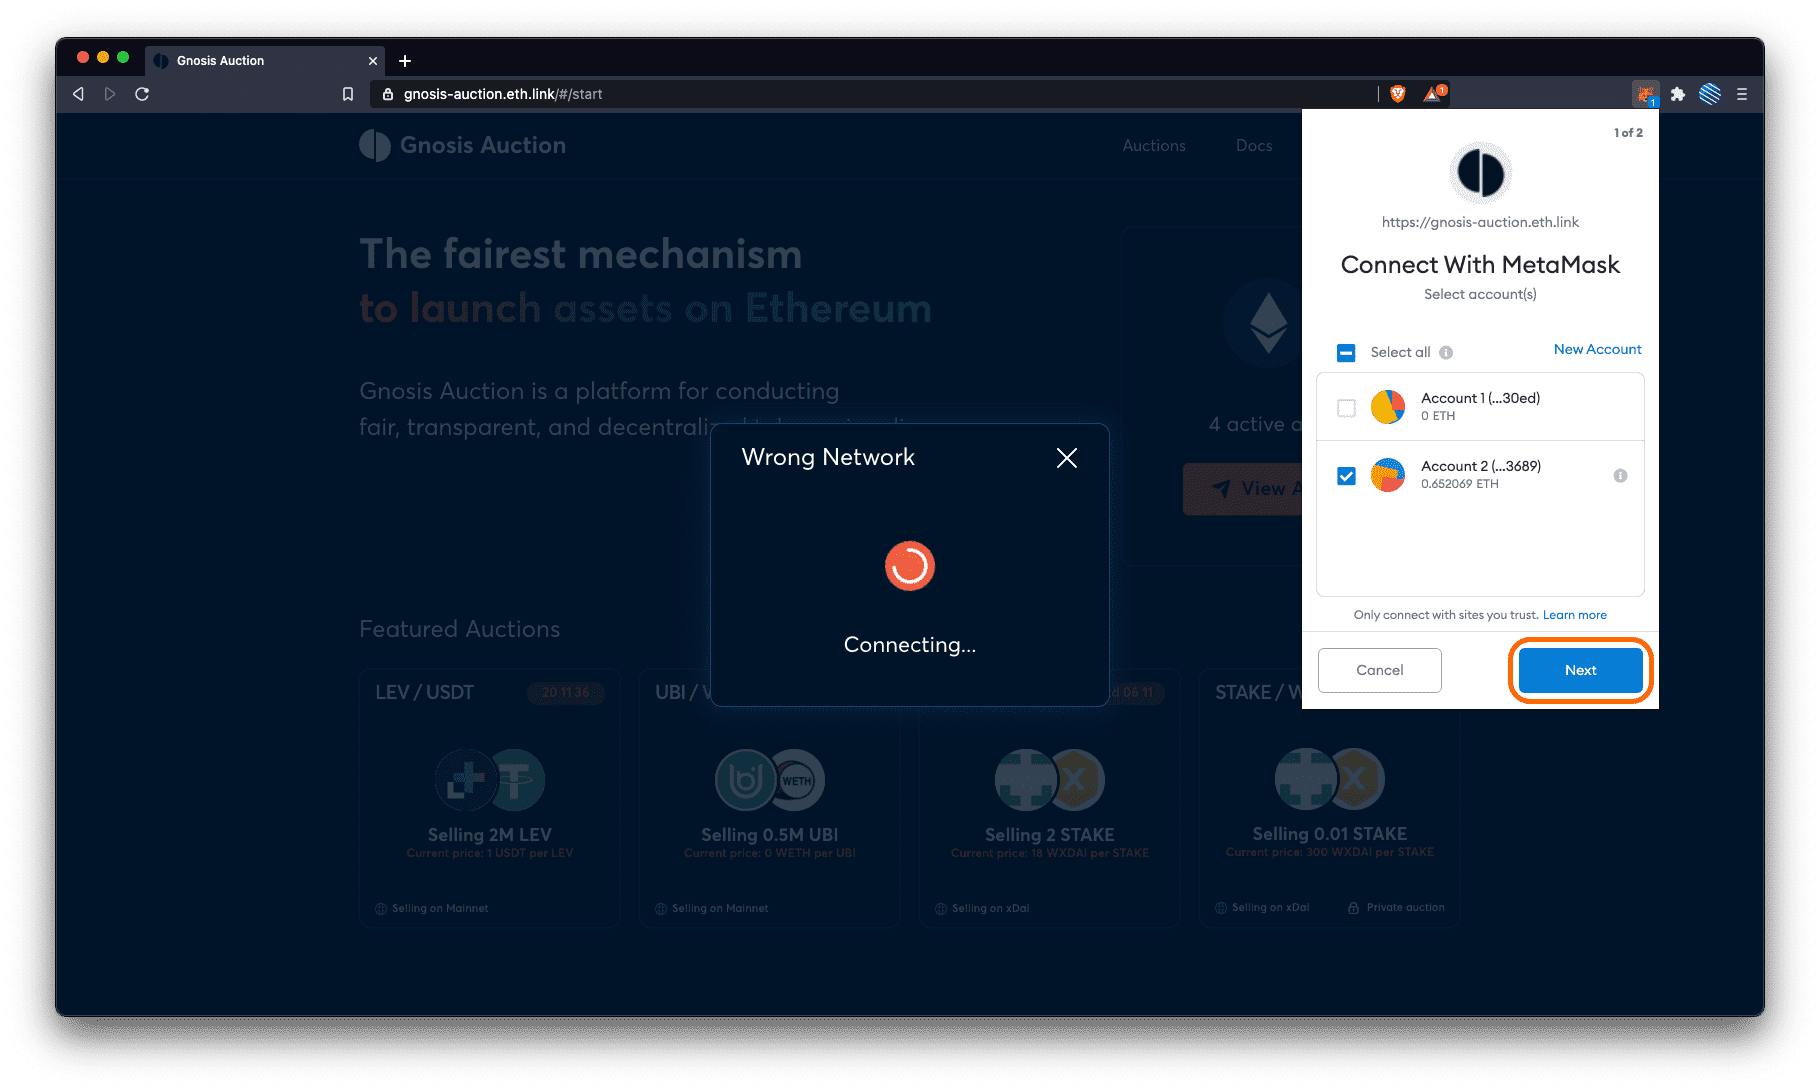 Gnosis Auction
gnosis-auction.eth.link/#/start
1
1
Gnosis Auction
Auctions
Docs
The fairest mechanism
to launch assets on Ethereum
Gnosis Auction is a platform for conducting
fair, transparent, and
4 active
View
Wrong Network
Connecting...
Featured Auctions
LEV / USDT
20 11 36
UBI /
06 11
STAKE /
WETH
Selling 2M LEV
Current price: 1 USDT per LEV
Selling on Mainnet
Selling 0.5M UBI
Current price: 0 WETH per UBI
Selling on Mainnet
Selling 2 STAKE
Current price: 18 WXDAI per STAKE
Selling on xDai
Selling 0.01 STAKE
Current price: 300 WXDAI per STAKE
Selling on xDai
Private auction
1 of 2
https://gnosis-auction.eth.link
Connect With MetaMask
Select account(s)
Select all
New Account
Account 1 (...30ed)
0 ETH
Account 2 (...3689)
0.652069 ETH
Only connect with sites you trust. Learn more
Cancel
Next